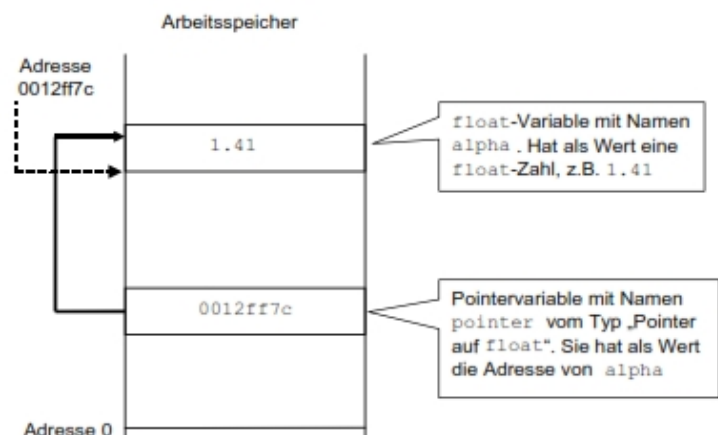 Arbeitsspeicher
Adresse
0012ff7c
1.41
float-Variable mit Namen
alpha . Hat als Wert eine
float-Zahl, z.B. 1.41
0012ff7c
Pointervariable mit Namen
pointer vom Typ „Pointer
auf float“. Sie hat als Wert
die Adresse von alpha
Adresse 0